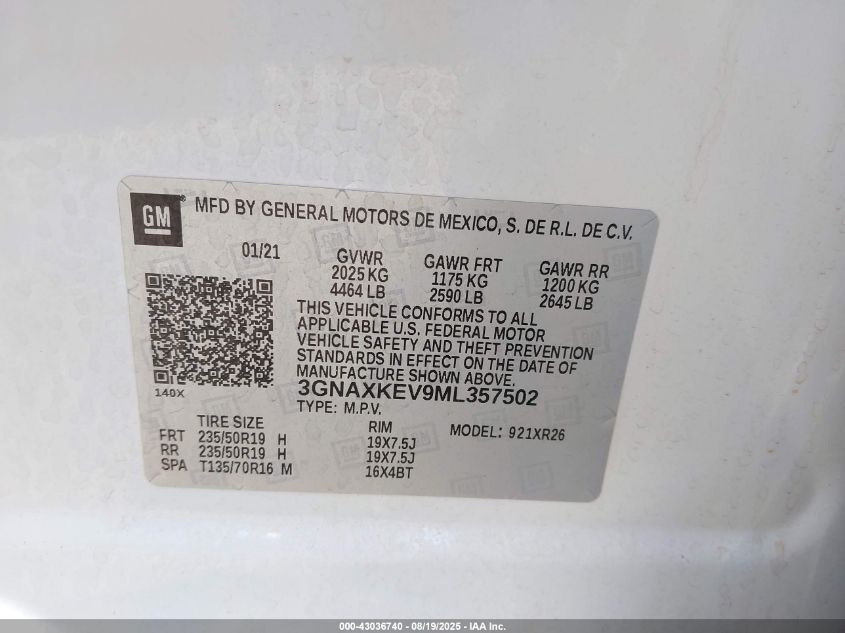 GM®
MFD BY GENERAL MOTORS DE MEXICO, S. DE R.L. DE C.V.
01/21
GVWR
2025 KG
4464 LB
GAWR FRT
1175 KG
2590 LB
GAWR RR
1200 KG
2645 LB
THIS VEHICLE CONFORMS TO ALL
APPLICABLE U.S. FEDERAL MOTOR
VEHICLE SAFETY AND THEFT PREVENTION
STANDARDS IN EFFECT ON THE DATE OF
MANUFACTURE SHOWN ABOVE.
140X
3GNAXKEV9ML357502
TYPE: M.P.V.
TIRE SIZE
RIM
MODEL: 921XR26
FRT 235/50R19 H 19X7.5J
RR 235/50R19 H 19X7.5J
SPA T135/70R16 M 16X4BT
000-43036740 - 08/19/2025 - IAA Inc.